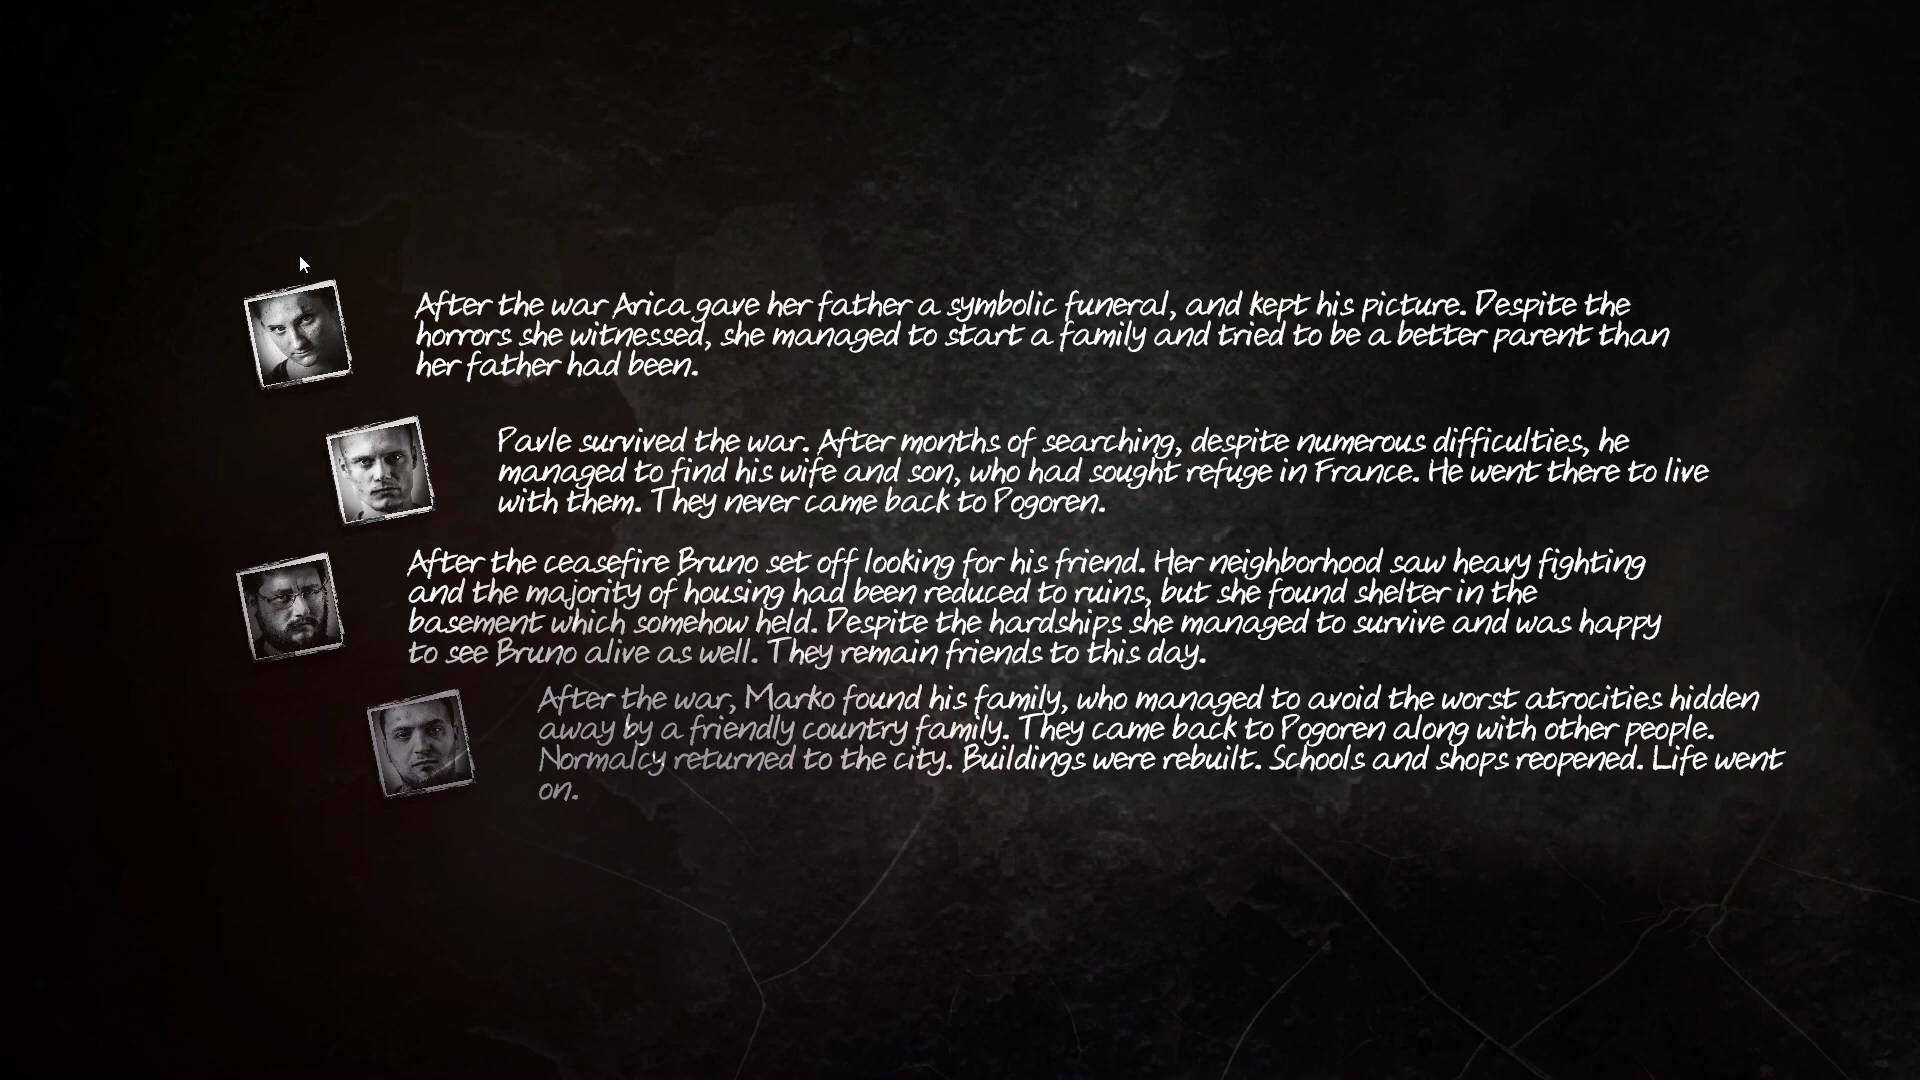 After the war Arica gave her father a symbolic funeral, and kept his picture. Despite the
horrors she witnessed, she managed to start a family and tried to be a better parent than
her father had been.
Pavle survived the war. After months of searching, despite numerous difficulties, he
managed to find his wife and son, who had sought refuge in France. He went there to live
with them. They never came back to Pogoren.
After the ceasefire Bruno set off looking for his friend. Her neighborhood saw heavy fighting
and the majority of housing had been reduced to ruins, but she found shelter in the
basement which somehow held. Despite the hardships she managed to survive and was happy
to see Bruno alive as well. They remain friends to this day.
After the war, Marko found his family, who managed to avoid the worst atrocities hidden
away by a friendly country family. They came back to Pogoren along with other people.
Normalcy returned to the city. Buildings were rebuilt. Schools and shops reopened. Life went
on.